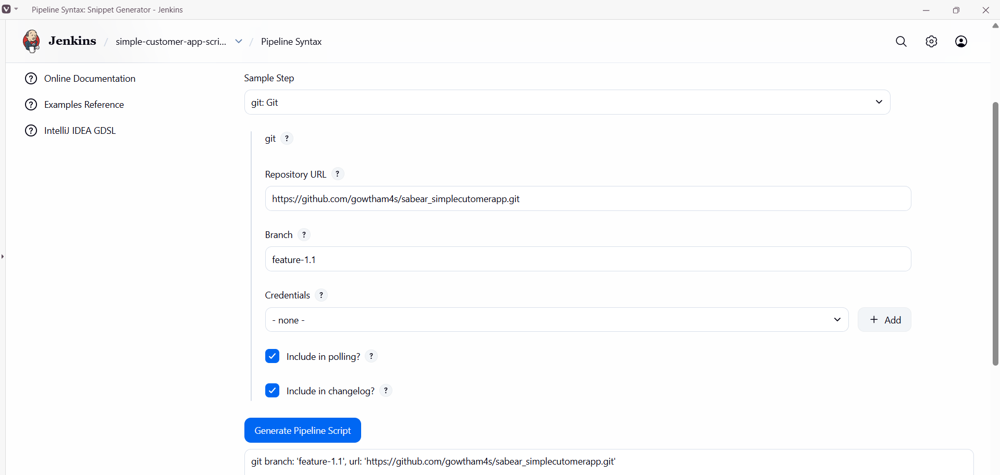 Pipeline Syntax: Snippet Generator - Jenkins
Jenkins / simple-customer-app-scri... / Pipeline Syntax
Online Documentation
Examples Reference
IntelliJ IDEA GDSL
Sample Step
git: Git
git ?
Repository URL ?
https://github.com/gowtham4s/sabear_simplecutomerapp.git
Branch ?
feature-1.1
Credentials ?
- none -
+ Add
Include in polling? ?
Include in changelog? ?
Generate Pipeline Script
git branch: 'feature-1.1', url: 'https://github.com/gowtham4s/sabear_simplecutomerapp.git'